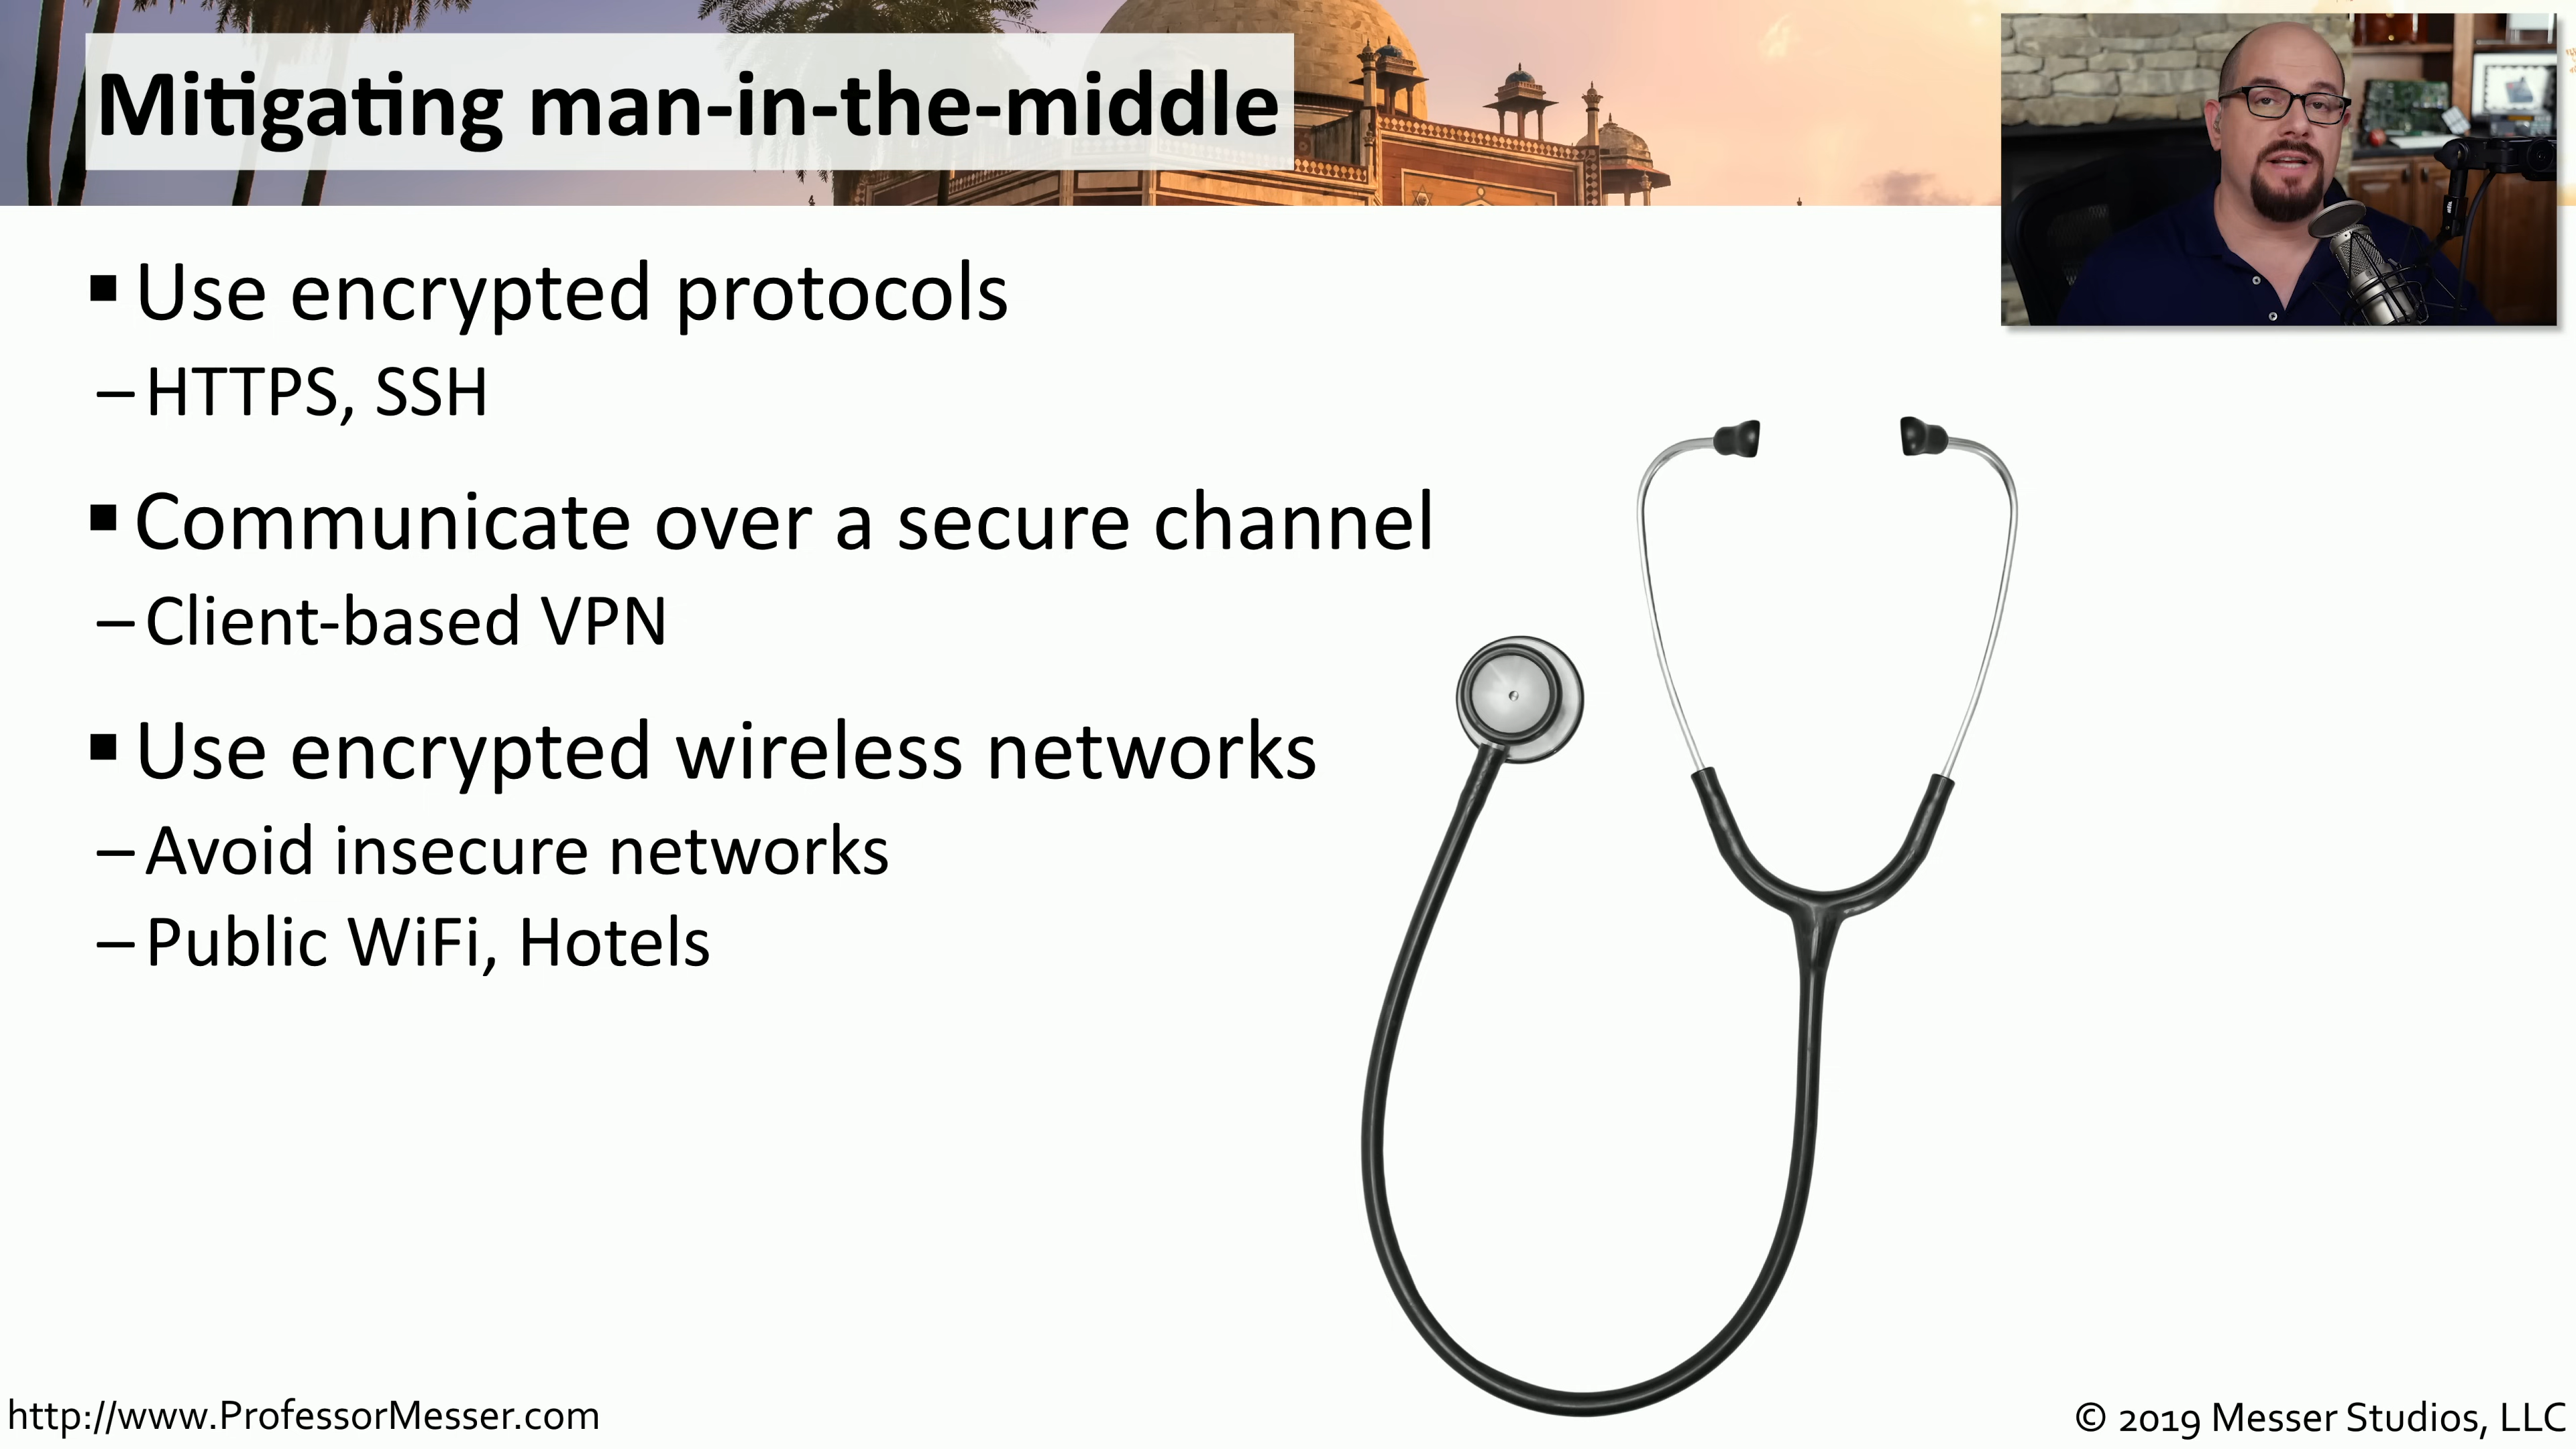 Mitigating man-in-the-middle
▪ Use encrypted protocols
– HTTPS, SSH
▪ Communicate over a secure channel
– Client-based VPN
▪ Use encrypted wireless networks
– Avoid insecure networks
– Public WiFi, Hotels
http://www.ProfessorMesser.com
© 2019 Messer Studios, LLC